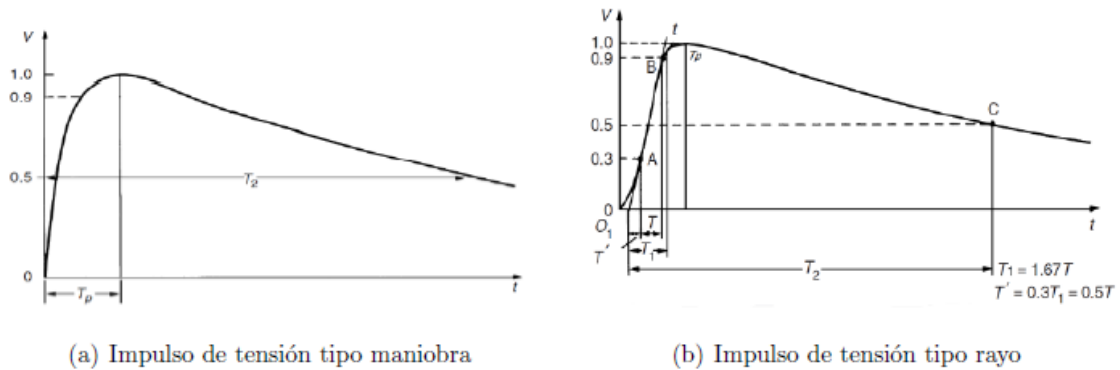 V
1.0
0.9
0.5
0
T₂
Tₚ
t
(a) Impulso de tensión tipo maniobra
V
t
1.0
0.9
B
Tp
0.5
C
0.3
A
0
O₁
T
T'
T₁
T₂
t
T₁ = 1.67T
T' = 0.3T₁ = 0.5T
(b) Impulso de tensión tipo rayo